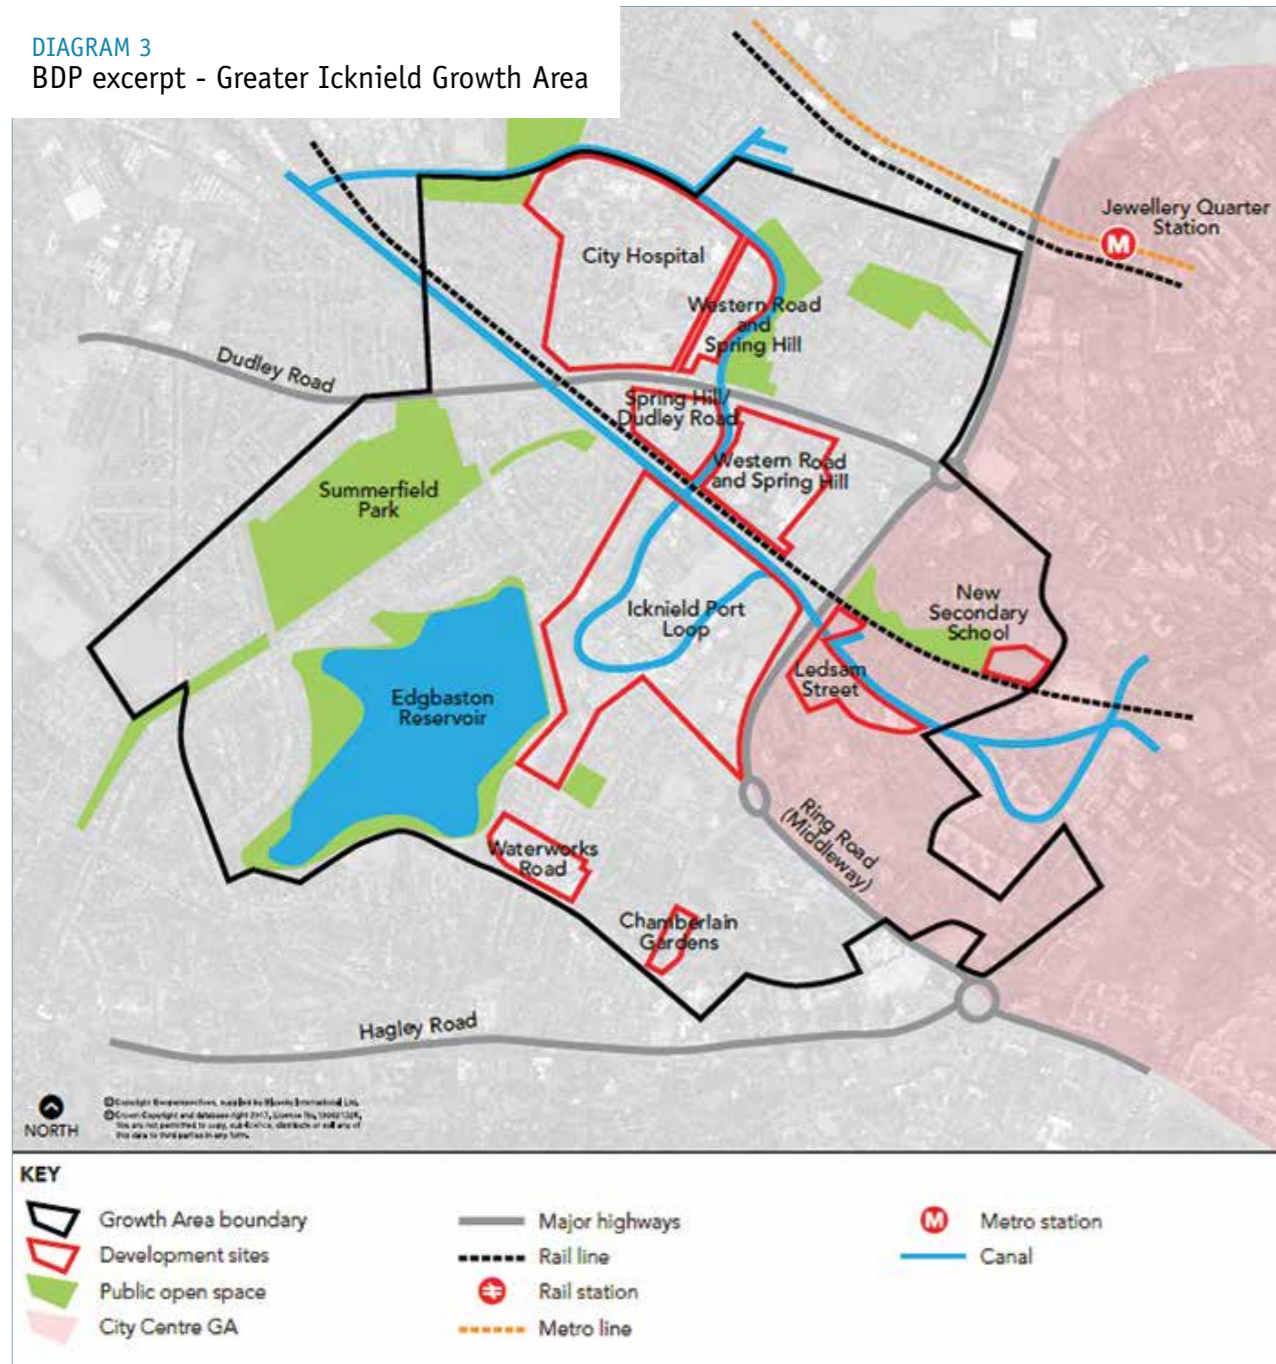 DIAGRAM 3
BDP excerpt - Greater Icknield Growth Area
Jewellery Quarter
Station
M
City Hospital
Western Road
and
Spring Hill
Dudley Road
Spring Hill/
Dudley Road
Western Road
and Spring Hill
Summerfield
Park
New
Secondary
School
Icknield Port
Loop
Ledsam
Street
Edgbaston
Reservoir
Ring Road
(Middleway)
Waterworks
Road
Chamberlain
Gardens
Hagley Road
NORTH
KEY
Growth Area boundary
Development sites
Public open space
City Centre GA
Major highways
Rail line
Rail station
Metro line
M
Metro station
Canal